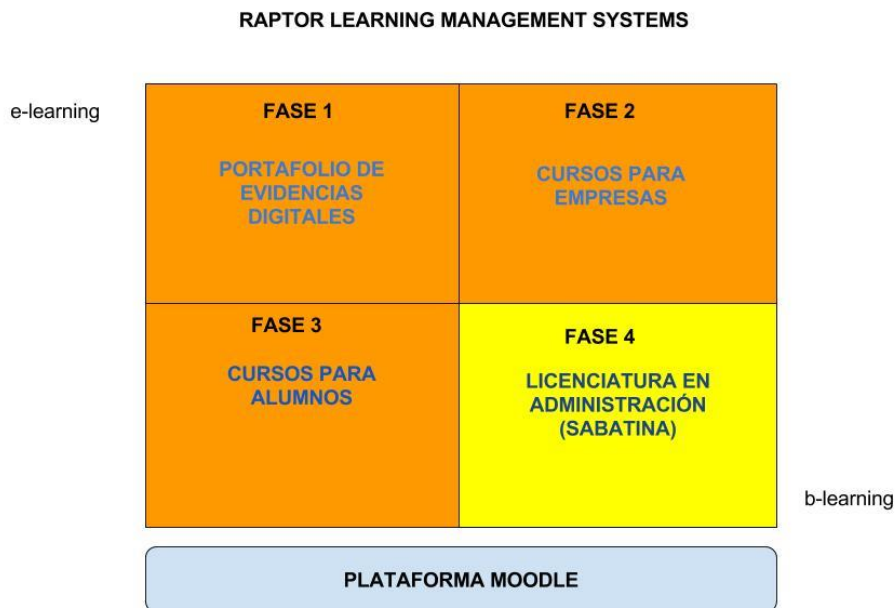 RAPTOR LEARNING MANAGEMENT SYSTEMS
e-learning
FASE 1
PORTAFOLIO DE
EVIDENCIAS
DIGITALES
FASE 2
CURSOS PARA
EMPRESAS
FASE 3
CURSOS PARA
ALUMNOS
FASE 4
LICENCIATURA EN
ADMINISTRACIÓN
(SABATINA)
b-learning
PLATAFORMA MOODLE